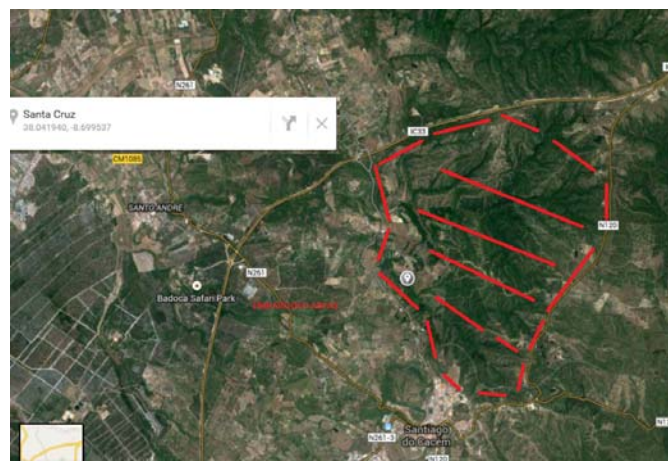 N261
Santa Cruz
38.041940, -8.699537
IC33
CM1085
SANTO ANDRÉ
N120
N261
Badoca Safari Park
Santiago
do Cacém
N261-3
N120